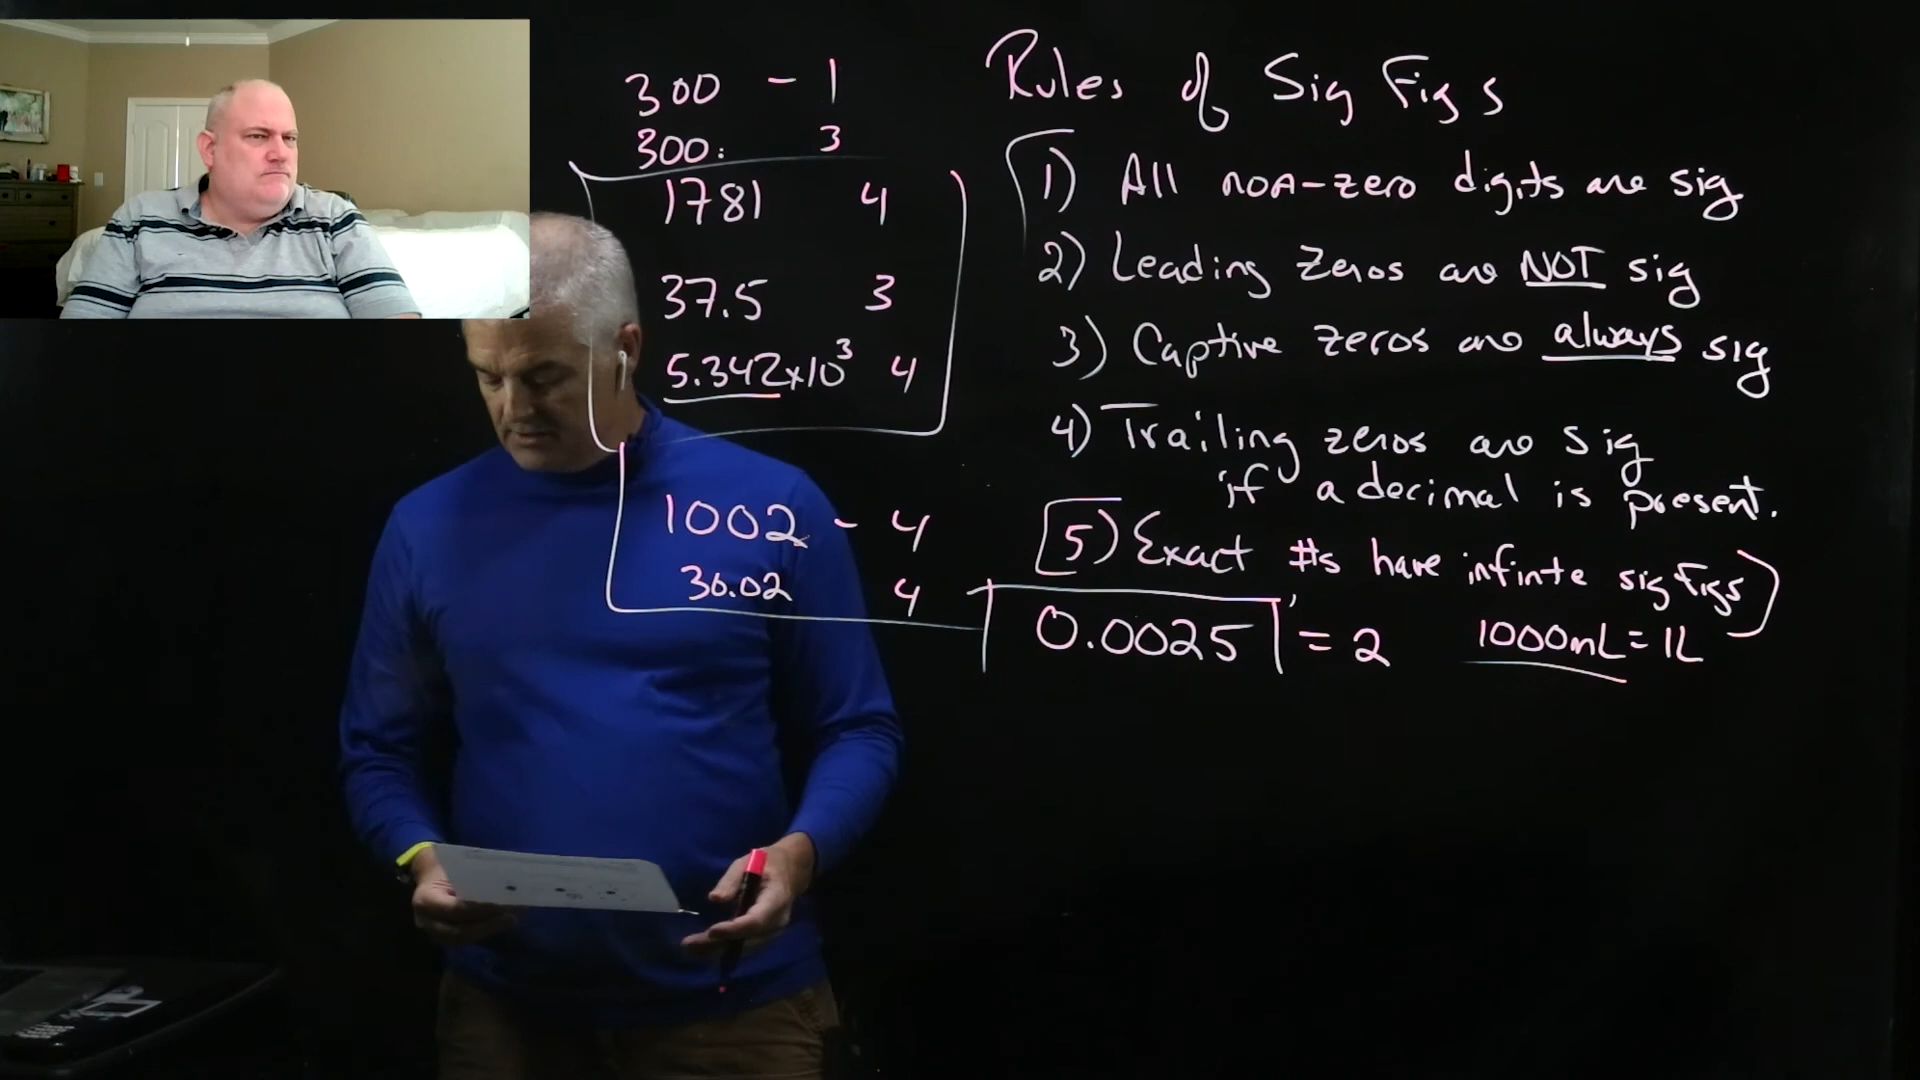 300 - 1
300. 3
1781 4
37.5 3
5.342x10³ 4
1002 - 4
30.02 4
Rules of Sig Figs
1) All non-zero digits are sig
2) Leading zeros are NOT sig
3) Captive zeros are always sig
4) Trailing zeros are sig
if a decimal is present.
5) Exact #s have infinte sig figs
0.0025 = 2
1000mL = 1L